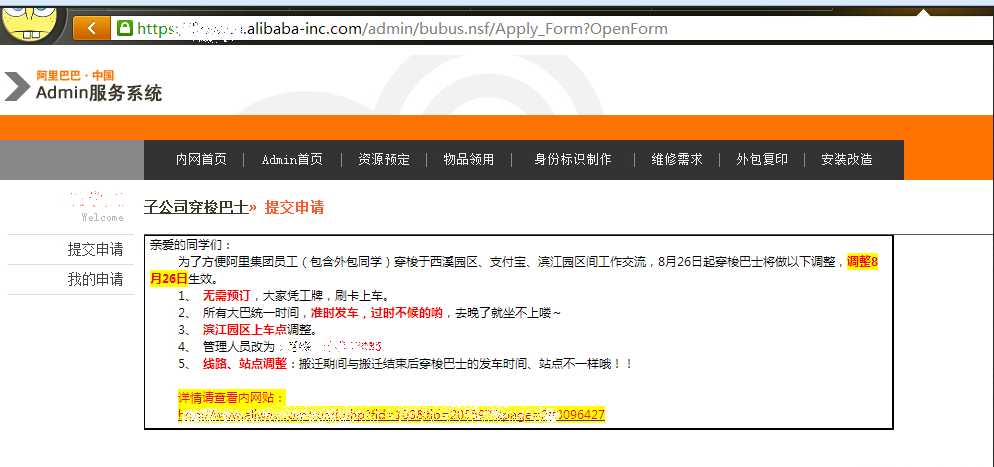 https:
.alibaba-inc.com/admin/bubus.nsf/Apply_Form?OpenForm
阿里巴巴·中国
Admin服务系统
内网首页 | Admin首页 | 资源预定 | 物品领用 | 身份标识制作 | 维修需求 | 外包复印 | 安装改造
Welcome
提交申请
我的申请
子公司穿梭巴士» 提交申请
亲爱的同学们：
为了方便阿里集团员工（包含外包同学）穿梭于西溪园区、支付宝、滨江园区间工作交流，8月26日起穿梭巴士将做以下调整，调整8
月26日生效。
1、 无需预订，大家凭工牌，刷卡上车。
2、 所有大巴统一时间，准时发车，过时不候的哟，去晚了就坐不上喽～
3、 滨江园区上车点调整。
4、 管理人员改为：
5、 线路、站点调整：搬迁期间与搬迁结束后穿梭巴士的发车时间、站点不一样哦！！
详情请查看内网贴：
3096427